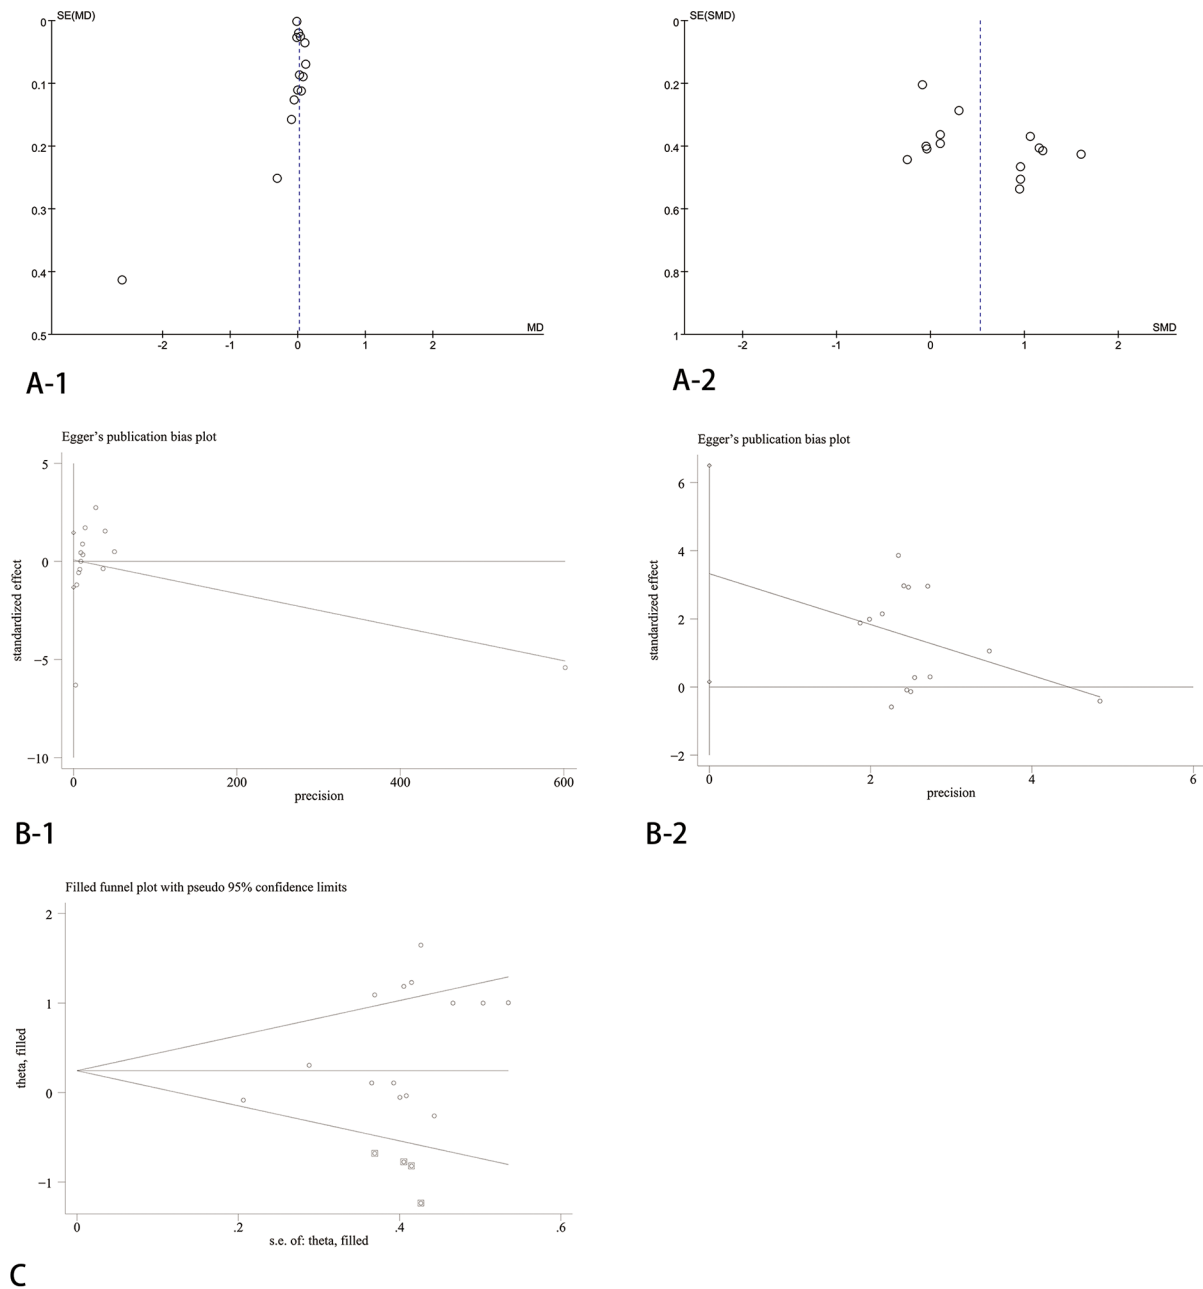 SE(MD)
0
0.1
0.2
0.3
0.4
0.5
-2
-1
0
1
2
MD
A-1
SE(SMD)
0
0.2
0.4
0.6
0.8
1
-2
-1
0
1
2
SMD
A-2
Egger's publication bias plot
5
0
−5
−10
standardized effect
0
200
400
600
precision
B-1
Egger's publication bias plot
6
4
2
0
−2
standardized effect
0
2
4
6
precision
B-2
Filled funnel plot with pseudo 95% confidence limits
2
1
0
−1
theta, filled
0
.2
.4
.6
s.e. of: theta, filled
C